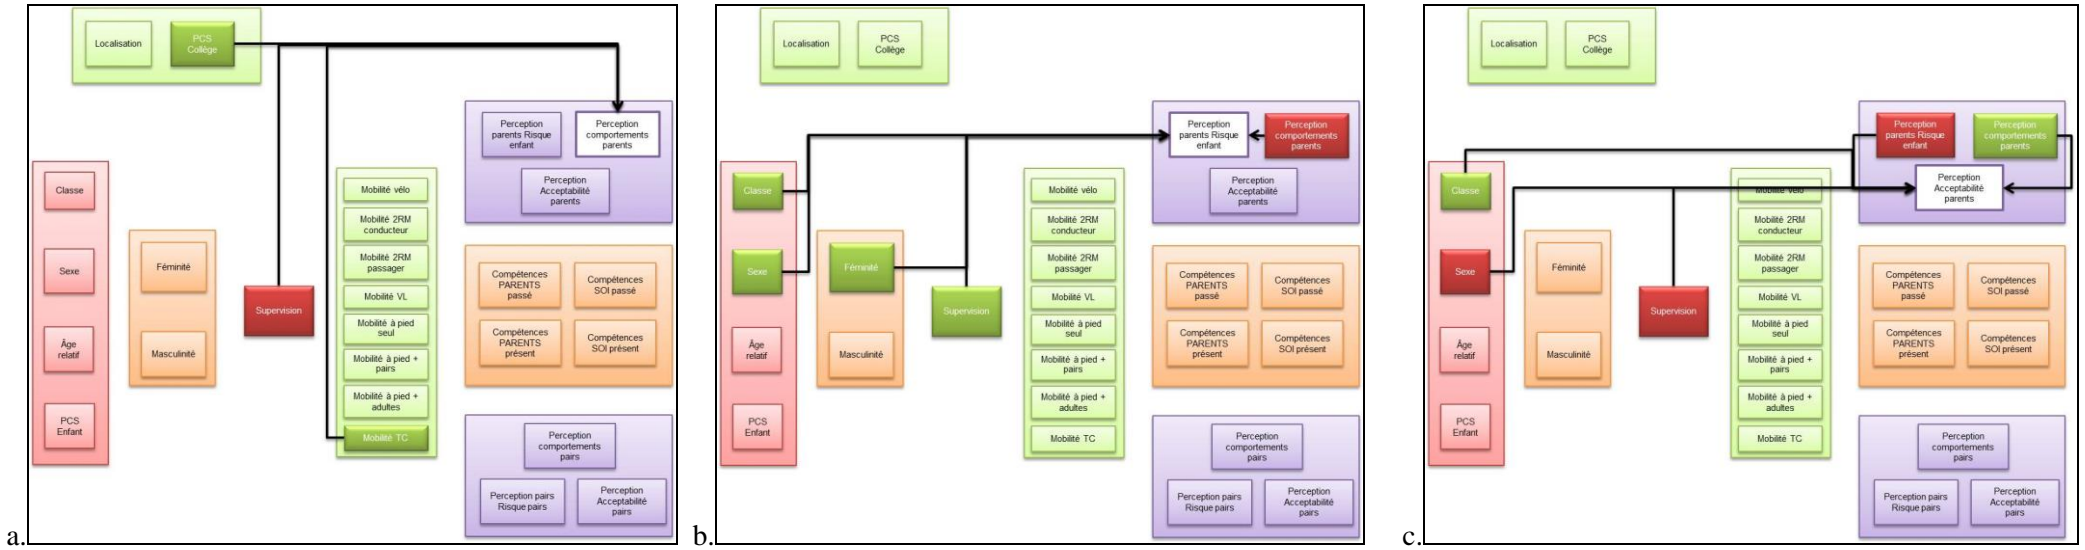 Localisation
PCS
Collège
Perception
parents Risque
enfant
Perception
comportements
parents
Perception
Acceptabilité
parents
Classe
Sexe
Âge
relatif
PCS
Enfant
Féminité
Masculinité
Supervision
Mobilité vélo
Mobilité 2RM
conducteur
Mobilité 2RM
passager
Mobilité VL
Mobilité à pied
seul
Mobilité à pied +
pairs
Mobilité à pied +
adultes
Mobilité TC
Compétences
PARENTS
passé
Compétences
SOI passé
Compétences
PARENTS
présent
Compétences
SOI présent
Perception
comportements
pairs
Perception pairs
Risque pairs
Perception
Acceptabilité
pairs
a.
Localisation
PCS
Collège
Perception
parents Risque
enfant
Perception
comportements
parents
Perception
Acceptabilité
parents
Classe
Sexe
Âge
relatif
PCS
Enfant
Féminité
Masculinité
Supervision
Mobilité vélo
Mobilité 2RM
conducteur
Mobilité 2RM
passager
Mobilité VL
Mobilité à pied
seul
Mobilité à pied +
pairs
Mobilité à pied +
adultes
Mobilité TC
Compétences
PARENTS
passé
Compétences
SOI passé
Compétences
PARENTS
présent
Compétences
SOI présent
Perception
comportements
pairs
Perception pairs
Risque pairs
Perception
Acceptabilité
pairs
b.
Localisation
PCS
Collège
Perception
parents Risque
enfant
Perception
comportements
parents
Perception
Acceptabilité
parents
Classe
Sexe
Âge
relatif
PCS
Enfant
Féminité
Masculinité
Supervision
Mobilité vélo
Mobilité 2RM
conducteur
Mobilité 2RM
passager
Mobilité VL
Mobilité à pied
seul
Mobilité à pied +
pairs
Mobilité à pied +
adultes
Mobilité TC
Compétences
PARENTS
passé
Compétences
SOI passé
Compétences
PARENTS
présent
Compétences
SOI présent
Perception
comportements
pairs
Perception pairs
Risque pairs
Perception
Acceptabilité
pairs
c.